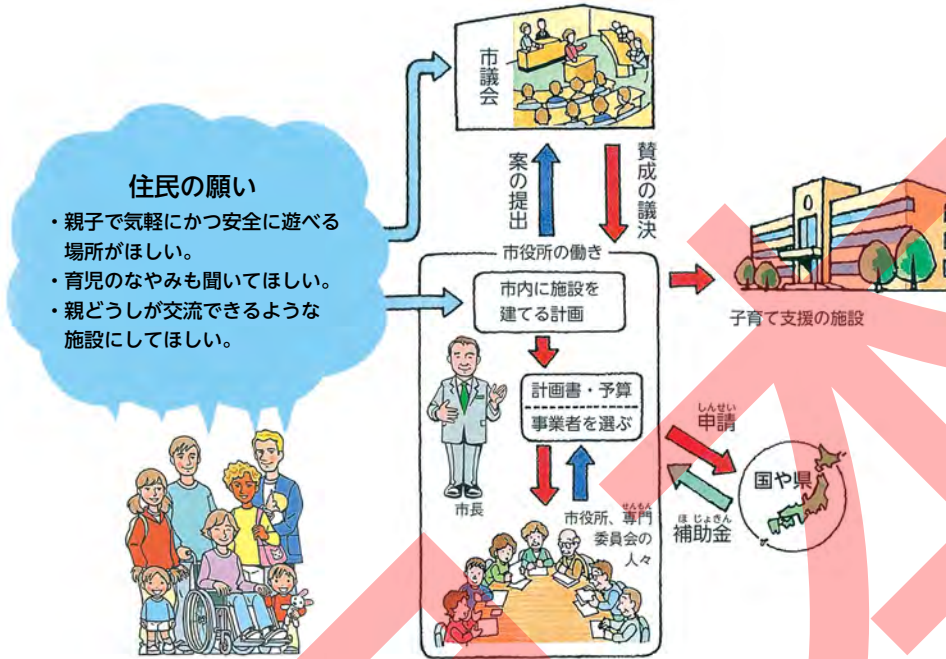 市議会
住民の願い
・親子で気軽にかつ安全に遊べる
場所がほしい。
・育児のなやみも聞いてほしい。
・親どうしが交流できるような
施設にしてほしい。
案の提出
賛成の議決
市役所の働き
市内に施設を
建てる計画
計画書・予算
事業者を選ぶ
市長
せんもん
市役所、専門
委員会の
人々
子育て支援の施設
しんせい
申請
国や県
ほじょきん
補助金